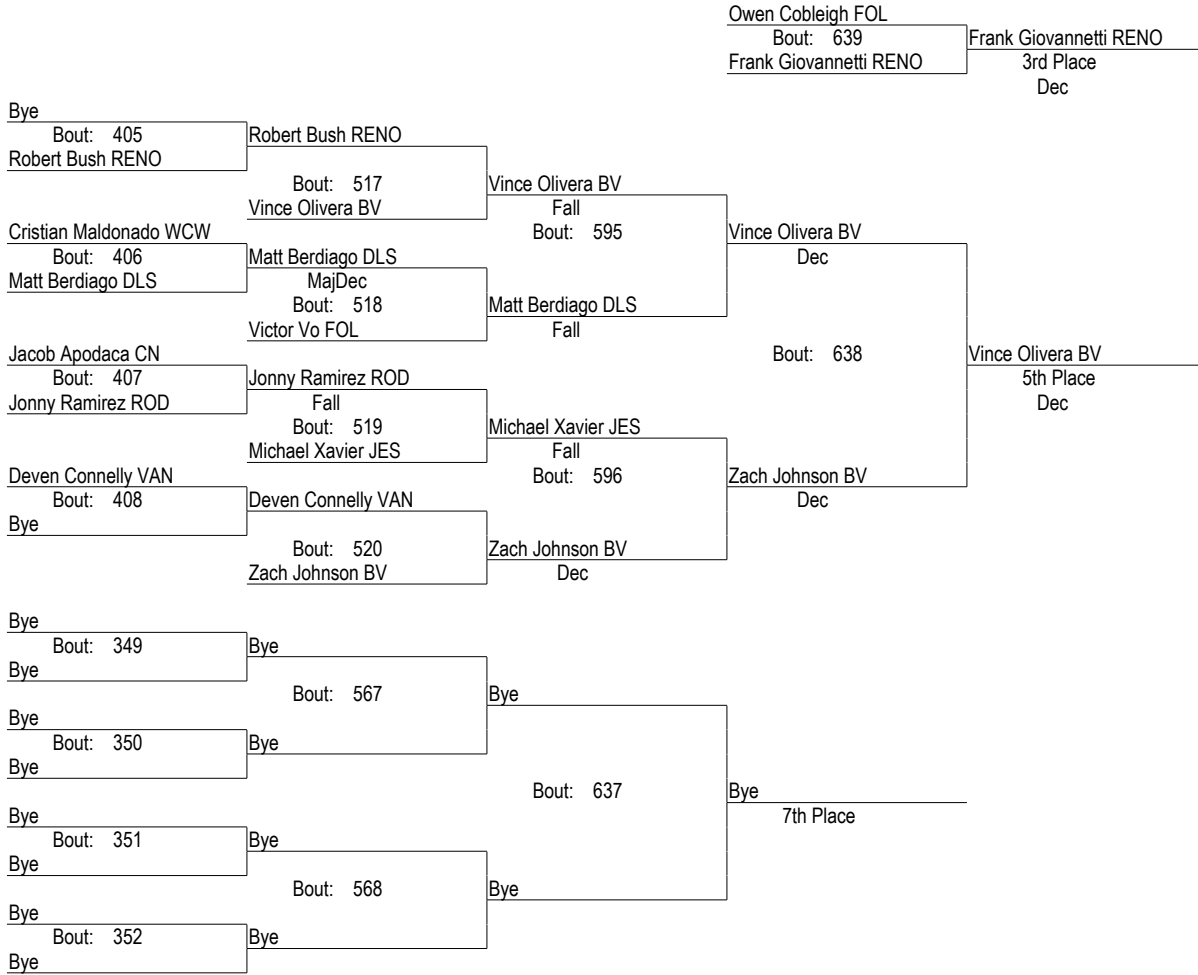 Owen Cobleigh FOL
Bout: 639
Frank Giovannetti RENO
Frank Giovannetti RENO
3rd Place
Dec
Bye
Bout: 405
Robert Bush RENO
Robert Bush RENO
Bout: 517
Vince Olivera BV
Vince Olivera BV
Fall
Bout: 595
Cristian Maldonado WCW
Bout: 406
Matt Berdiago DLS
Matt Berdiago DLS
MajDec
Bout: 518
Victor Vo FOL
Matt Berdiago DLS
Fall
Vince Olivera BV
Dec
Bout: 638
Vince Olivera BV
5th Place
Dec
Jacob Apodaca CN
Bout: 407
Jonny Ramirez ROD
Jonny Ramirez ROD
Fall
Bout: 519
Michael Xavier JES
Michael Xavier JES
Fall
Bout: 596
Deven Connelly VAN
Bout: 408
Bye
Deven Connelly VAN
Bout: 520
Zach Johnson BV
Zach Johnson BV
Dec
Zach Johnson BV
Dec
Bye
Bout: 349
Bye
Bye
Bout: 567
Bye
Bye
Bout: 350
Bye
Bye
Bout: 637
Bye
7th Place
Bye
Bout: 351
Bye
Bye
Bout: 568
Bye
Bye
Bout: 352
Bye
Bye